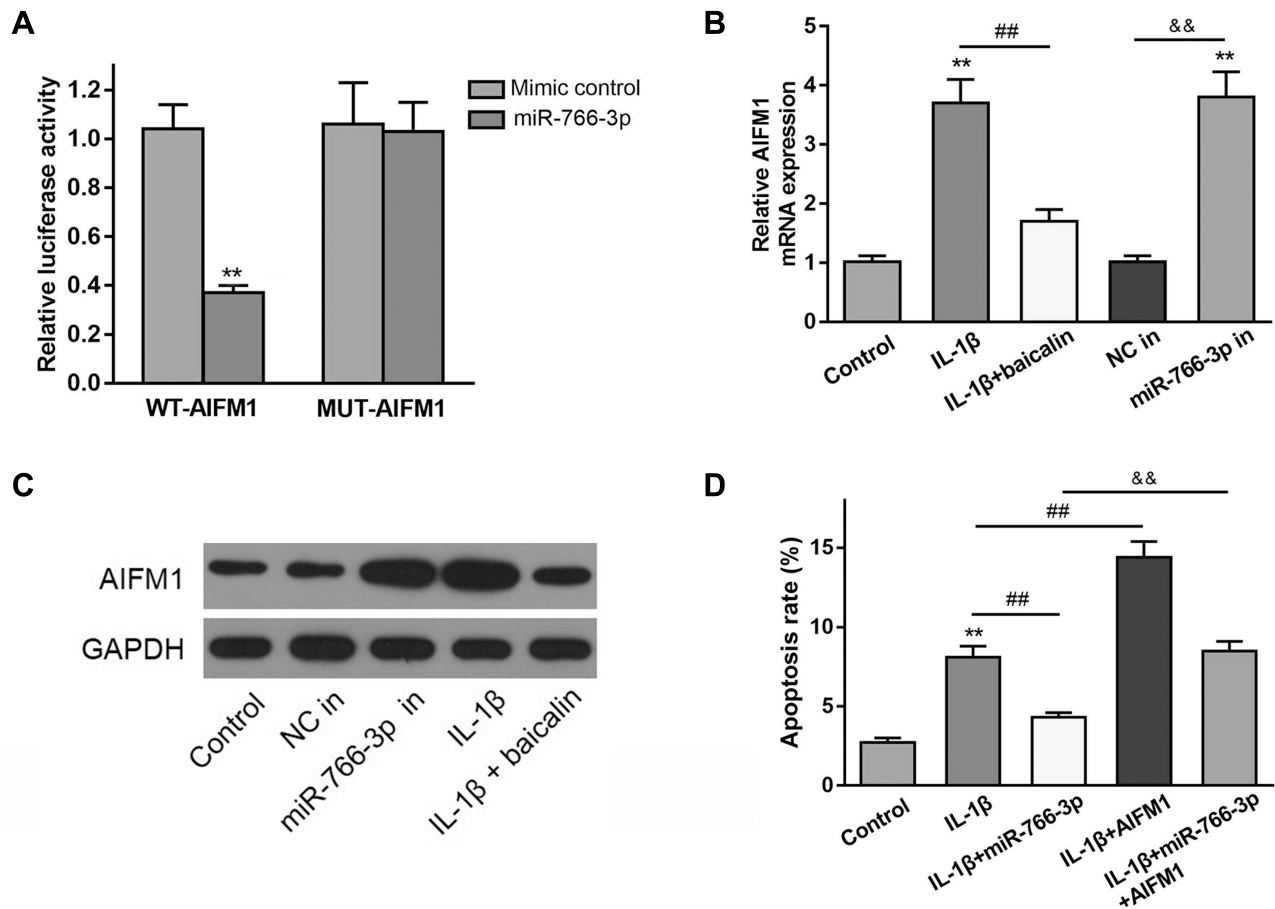 A
Relative luciferase activity
1.2
1.0
0.8
0.6
0.4
0.2
0.0
**
WT-AIFM1
MUT-AIFM1
Mimic control
miR-766-3p
B
Relative AIFM1
mRNA expression
5
4
3
2
1
0
##
&&
**
**
Control
IL-1β
IL-1β+baicalin
NC in
miR-766-3p in
C
AIFM1
GAPDH
Control
NC in
miR-766-3p in
IL-1β
IL-1β + baicalin
D
Apoptosis rate (%)
15
10
5
0
&&
##
##
**
Control
IL-1β
IL-1β+miR-766-3p
IL-1β+AIFM1
IL-1β+miR-766-3p
+AIFM1